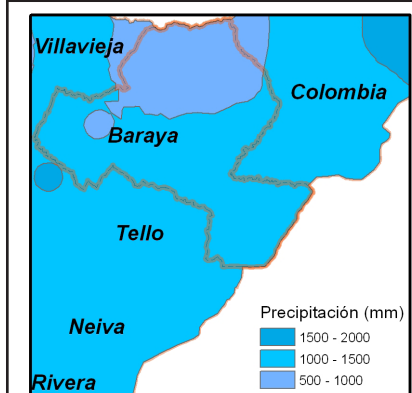 Villavieja
Colombia
Baraya
Tello
Neiva
Rivera
Precipitación (mm)
1500 - 2000
1000 - 1500
500 - 1000